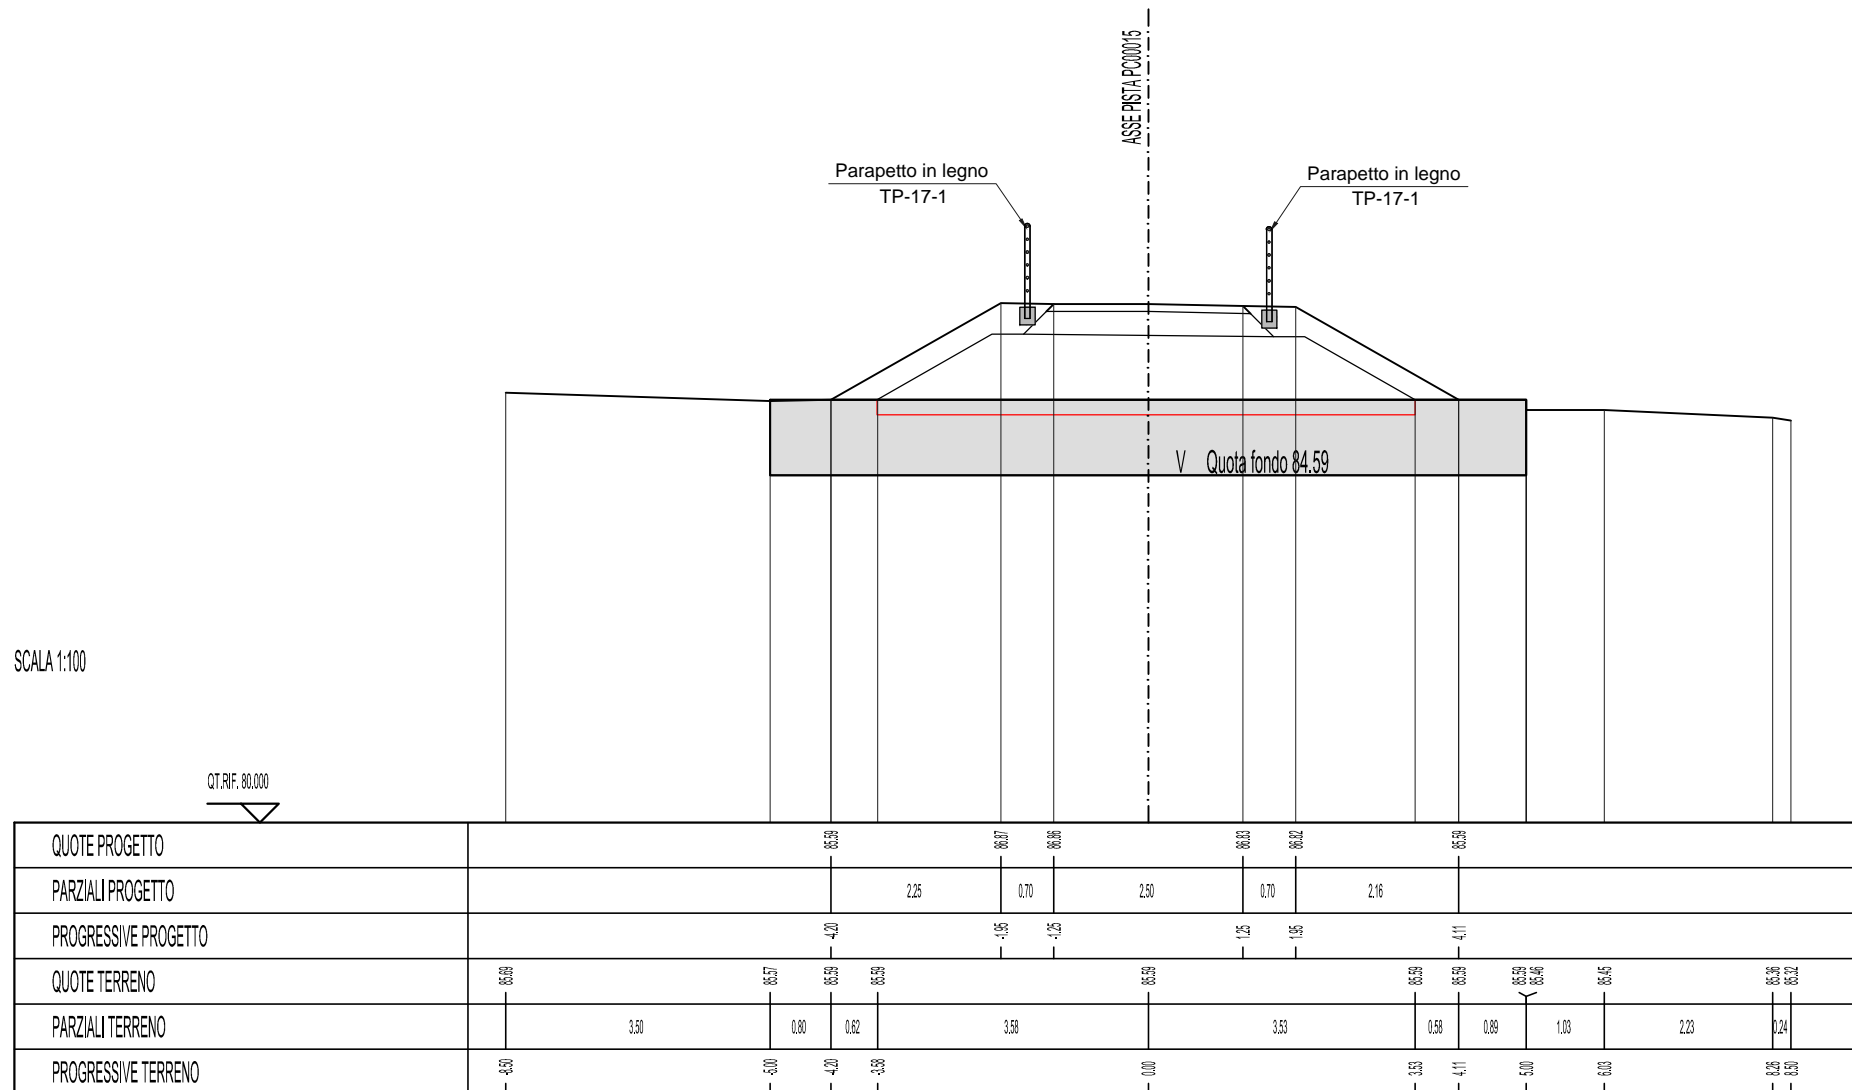 ASSE PISTA PC00015
Parapetto in legno
TP-17-1
Parapetto in legno
TP-17-1
V Quota fondo 84.59
SCALA 1:100
QT.RIF. 80.000
QUOTE PROGETTO 85.59 86.87 86.86 86.83 86.82 85.59
PARZIALI PROGETTO 2.25 0.70 2.50 0.70 2.16
PROGRESSIVE PROGETTO -4.20 -1.95 -1.25 1.25 1.95 4.11
QUOTE TERRENO 85.69 85.57 85.59 85.59 85.59 85.59 85.59 85.59 85.46 85.45 85.36 85.32
PARZIALI TERRENO 3.50 0.80 0.62 3.58 3.53 0.58 0.89 1.03 2.23 0.24
PROGRESSIVE TERRENO -8.50 -5.00 -4.20 -3.58 0.00 3.53 4.11 5.00 6.03 8.26 8.50